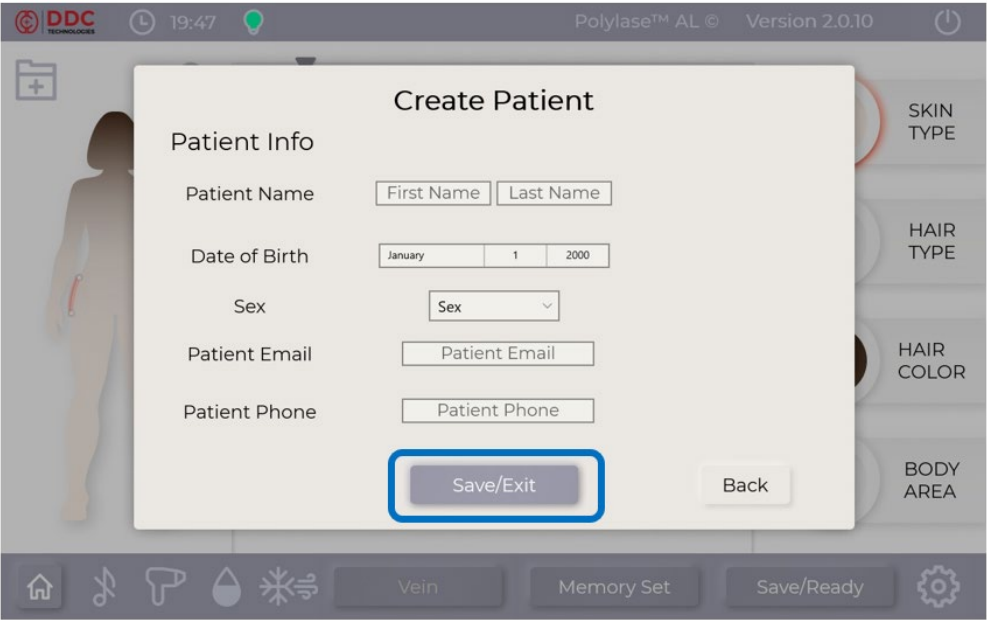 DDC
TECHNOLOGIES
19:47
Polylase™ AL © Version 2.0.10
Create Patient
Patient Info
Patient Name First Name Last Name
Date of Birth January 1 2000
Sex Sex
Patient Email Patient Email
Patient Phone Patient Phone
Save/Exit Back
SKIN
TYPE
HAIR
TYPE
HAIR
COLOR
BODY
AREA
Vein Memory Set Save/Ready